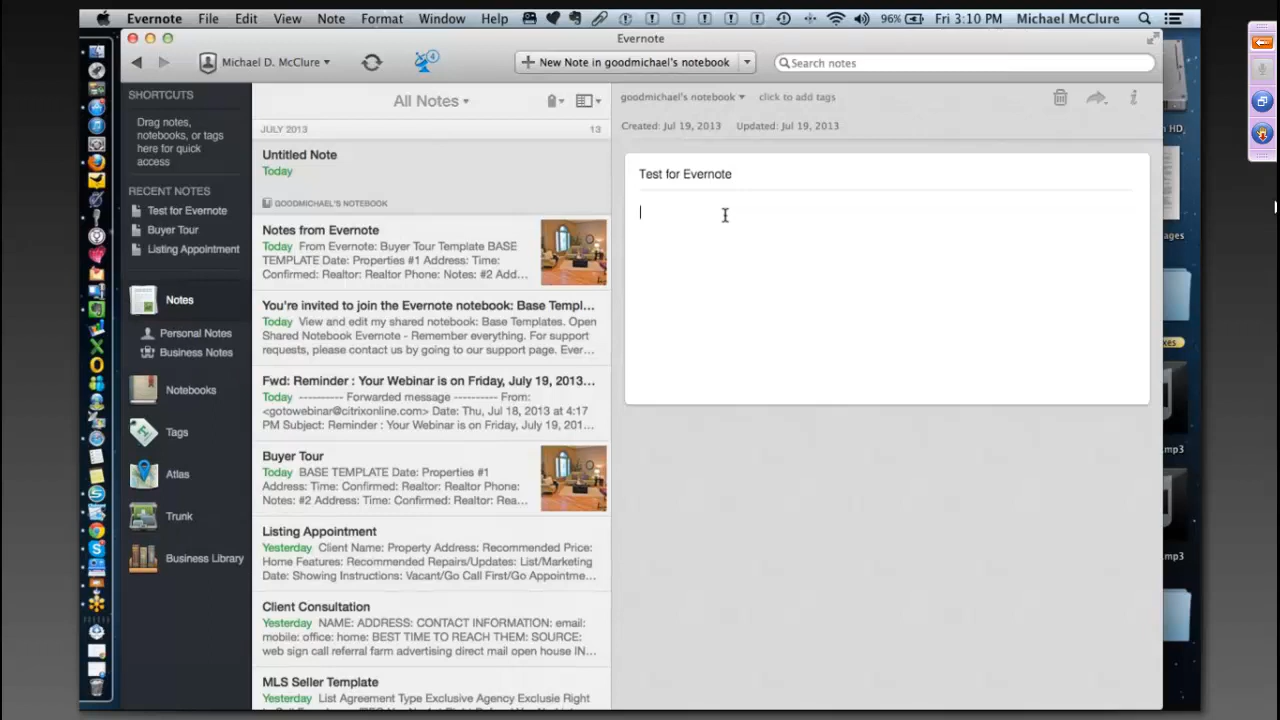 Evernote File Edit View Note Format Window Help 96% Fri 3:10 PM Michael McClure
Evernote
Michael D. McClure
4
New Note in goodmichael's notebook
Search notes
SHORTCUTS
Drag notes,
notebooks, or tags
here for quick
access
RECENT NOTES
Test for Evernote
Buyer Tour
Listing Appointment
Notes
Personal Notes
Business Notes
Notebooks
Tags
Atlas
Trunk
Business Library
All Notes
JULY 2013 13
Untitled Note
Today
GOODMICHAEL'S NOTEBOOK
Notes from Evernote
Today From Evernote: Buyer Tour Template BASE
TEMPLATE Date: Properties #1 Address: Time:
Confirmed: Realtor: Realtor Phone: Notes: #2 Add...
You're invited to join the Evernote notebook: Base Templ...
Today View and edit my shared notebook: Base Templates. Open
Shared Notebook Evernote - Remember everything. For support
requests, please contact us by going to our support page. Ever...
Fwd: Reminder : Your Webinar is on Friday, July 19, 2013...
Today ---------- Forwarded message ---------- From:
<gotowebinar@citrixonline.com> Date: Thu, Jul 18, 2013 at 4:17
PM Subject: Reminder : Your Webinar is on Friday, July 19, 201...
Buyer Tour
Today BASE TEMPLATE Date: Properties #1
Address: Time: Confirmed: Realtor: Realtor Phone:
Notes: #2 Address: Time: Confirmed: Realtor: Rea...
Listing Appointment
Yesterday Client Name: Property Address: Recommended Price:
Home Features: Recommended Repairs/Updates: List/Marketing
Date: Showing Instructions: Vacant/Go Call First/Go Appointme...
Client Consultation
Yesterday NAME: ADDRESS: CONTACT INFORMATION: email:
mobile: office: home: BEST TIME TO REACH THEM: SOURCE:
web sign call referral farm advertising direct mail open house IN...
MLS Seller Template
Yesterday List Agreement Type Exclusive Agency Exclusie Right
goodmichael's notebook click to add tags
Created: Jul 19, 2013 Updated: Jul 19, 2013
Test for Evernote
HD
ages
xes
.mp3
.mp3